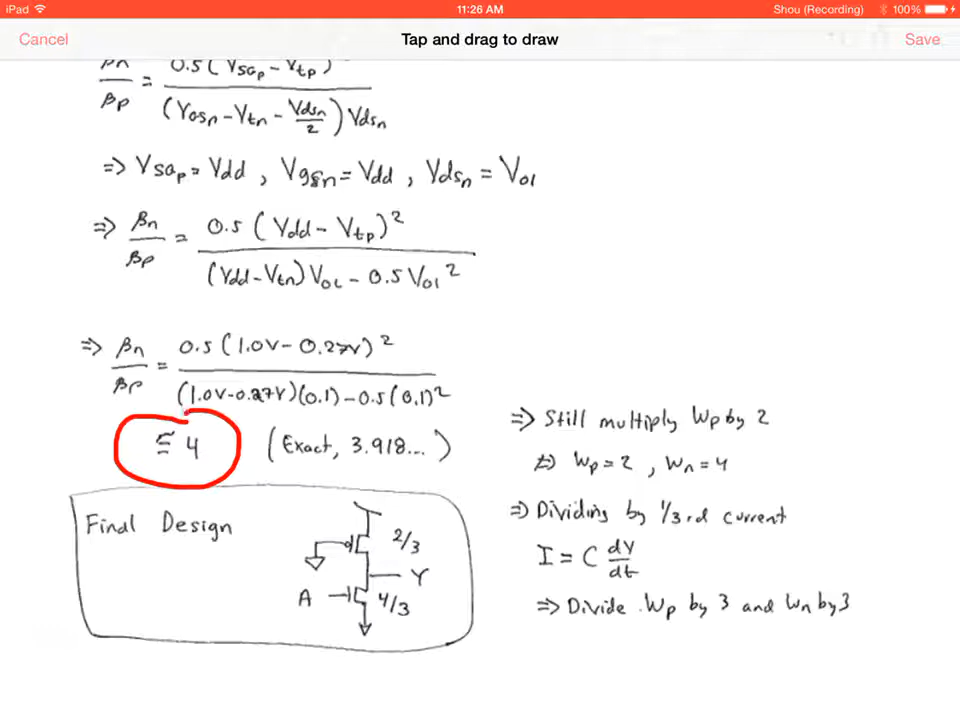 iPad 11:26 AM Shou (Recording) 100%
Cancel Tap and drag to draw Save
βn/βp = 0.5(Vsgp - Vtp) / (VGSn - Vtn - Vdsn/2) Vdsn
=> Vsgp = Vdd , Vgsn = Vdd , Vdsn = Vol
=> βn/βp = 0.5 (Vdd - Vtp)^2 / (Vdd - Vtn) VOL - 0.5 Vol^2
=> βn/βp = 0.5 (1.0V - 0.27V)^2 / (1.0V-0.27V)(0.1) - 0.5(0.1)^2
≅ 4 (Exact, 3.918... )
Final Design
2/3
Y
A 4/3
=> Still multiply Wp by 2
=> Wp = 2 , Wn = 4
=> Dividing by 1/3.rd current
I = C dV/dt
=> Divide Wp by 3 and Wn by 3